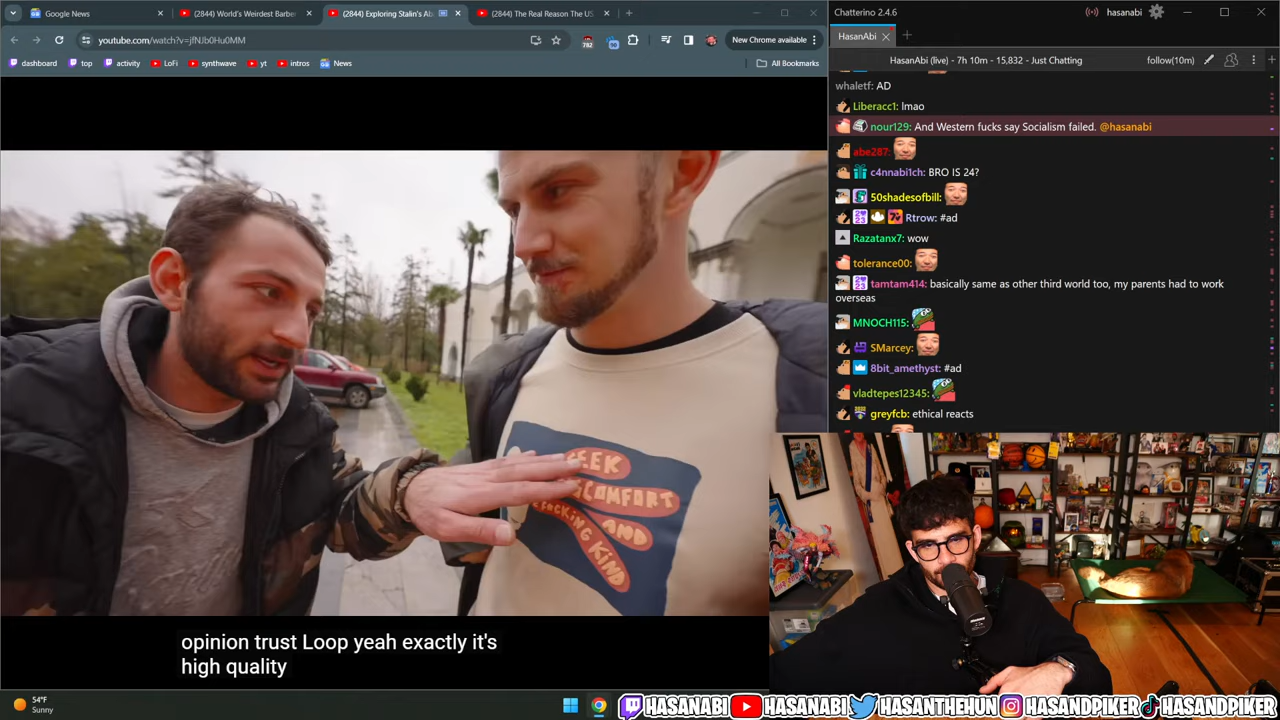 Google News
(2844) World's Weirdest Barbe
(2844) Exploring Stalin's Ab
(2844) The Real Reason The US
Chatterino 2.4.6
hasanabi
youtube.com/watch?v=jfNJb0Hu0MM
782
New Chrome available
HasanAbi
dashboard
top
activity
LoFi
synthwave
yt
intros
News
All Bookmarks
HasanAbi (live) - 7h 10m - 15,832 - Just Chatting
follow(10m)
whaletf: AD
Liberacc1: lmao
nour129: And Western fucks say Socialism failed. @hasanabi
abe287:
c4nnabi1ch: BRO IS 24?
50shadesofbill:
Rtrow: #ad
Razatanx7: wow
tolerance00:
tamtam414: basically same as other third world too, my parents had to work
overseas
MNOCH115:
SMarcey:
8bit_amethyst: #ad
vladtepes12345:
greyfcb: ethical reacts
SEEK
DISCOMFORT
AND
KIND
opinion trust Loop yeah exactly it's
high quality
54°F
Sunny
HASANABI
HASANABI
HASANTHEHUN
HASANDPIKER
HASANDPIKER